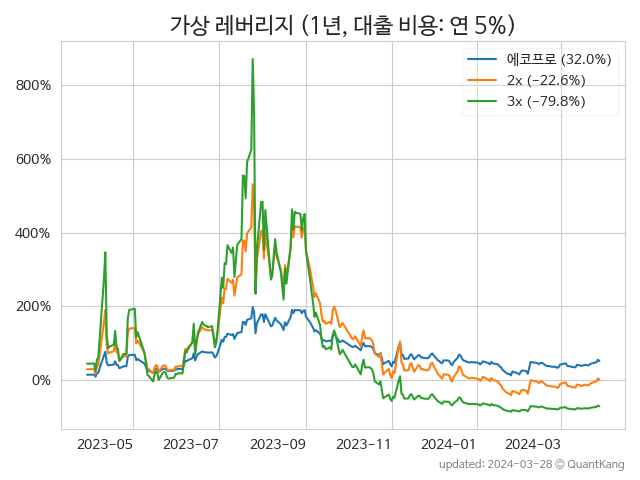 가상 레버리지 (1년, 대출 비용: 연 5%)
에코프로 (32.0%)
2x (−22.6%)
3x (−79.8%)
800%
600%
400%
200%
0%
2023-05 2023-07 2023-09 2023-11 2024-01 2024-03
updated: 2024-03-28 © QuantKang